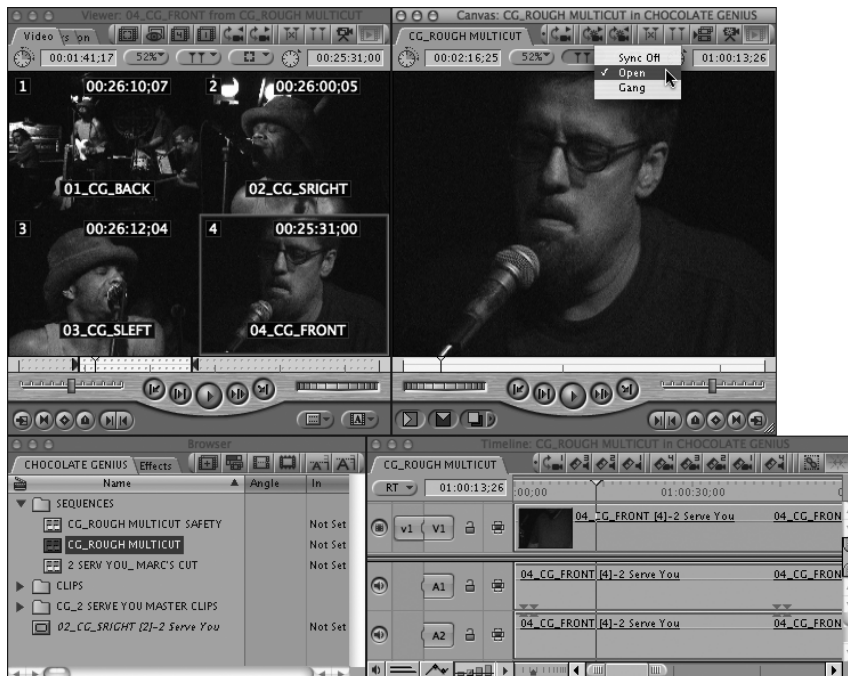 Viewer: 04_CG_FRONT from CG_ROUGH MULTICUT
Video
00:01:41;17
52%
00:25:31;00
1
00:26:10;07
01_CG_BACK
2
00:26:00;05
02_CG_SRIGHT
3
00:26:12;04
03_CG_SLEFT
4
00:25:31;00
04_CG_FRONT
Canvas: CG_ROUGH MULTICUT in CHOCOLATE GENIUS
CG_ROUGH MULTICUT
00:02:16;25
52%
01:00:13;26
Sync Off
✓ Open
Gang
Browser
CHOCOLATE GENIUS
Effects
Name
Angle
In
SEQUENCES
CG_ROUGH MULTICUT SAFETY
Not Set
CG_ROUGH MULTICUT
Not Set
2 SERV YOU_ MARC'S CUT
Not Set
CLIPS
CG_2 SERVE YOU MASTER CLIPS
02_CG_SRIGHT [2]-2 Serve You
Not Set
Timeline: CG_ROUGH MULTICUT in CHOCOLATE GENIUS
CG_ROUGH MULTICUT
RT
01:00:13;26
:00;00
01:00:30;00
v1
V1
04_CG_FRONT [4]-2 Serve You
04_CG_FRON
A1
04_CG_FRONT [4]-2 Serve You
04_CG_FRON
A2
04_CG_FRONT [4]-2 Serve You
04_CG_FRON